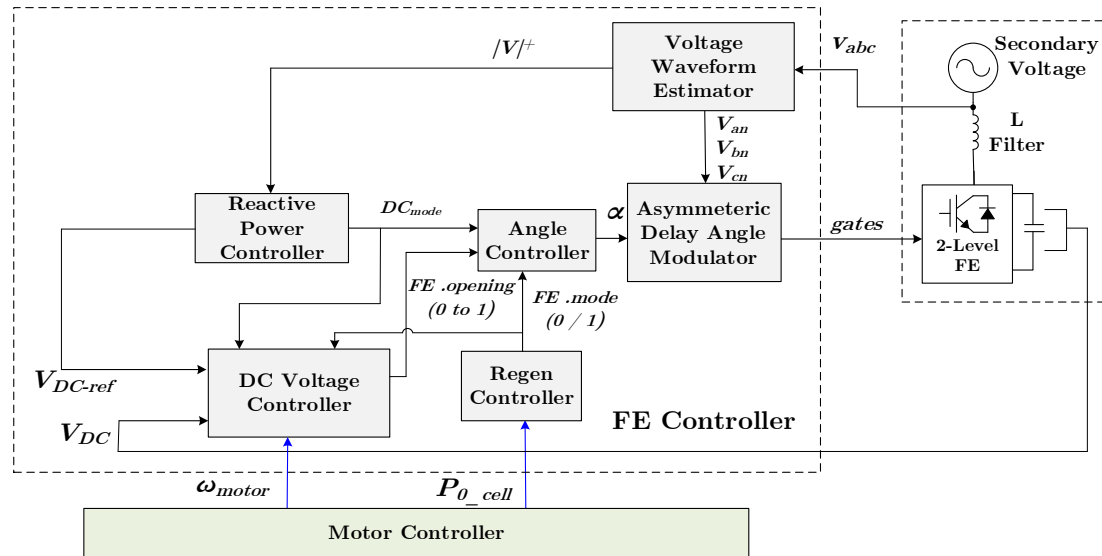 |V|⁺
Voltage
Waveform
Estimator
Vabc
Secondary
Voltage
L
Filter
Van
Vbn
Vcn
Reactive
Power
Controller
DCmode
Angle
Controller
α
Asymmeteric
Delay Angle
Modulator
gates
2-Level
FE
FE .opening
(0 to 1)
FE .mode
(0 / 1)
VDC-ref
DC Voltage
Controller
Regen
Controller
VDC
FE Controller
ωmotor
P0_cell
Motor Controller